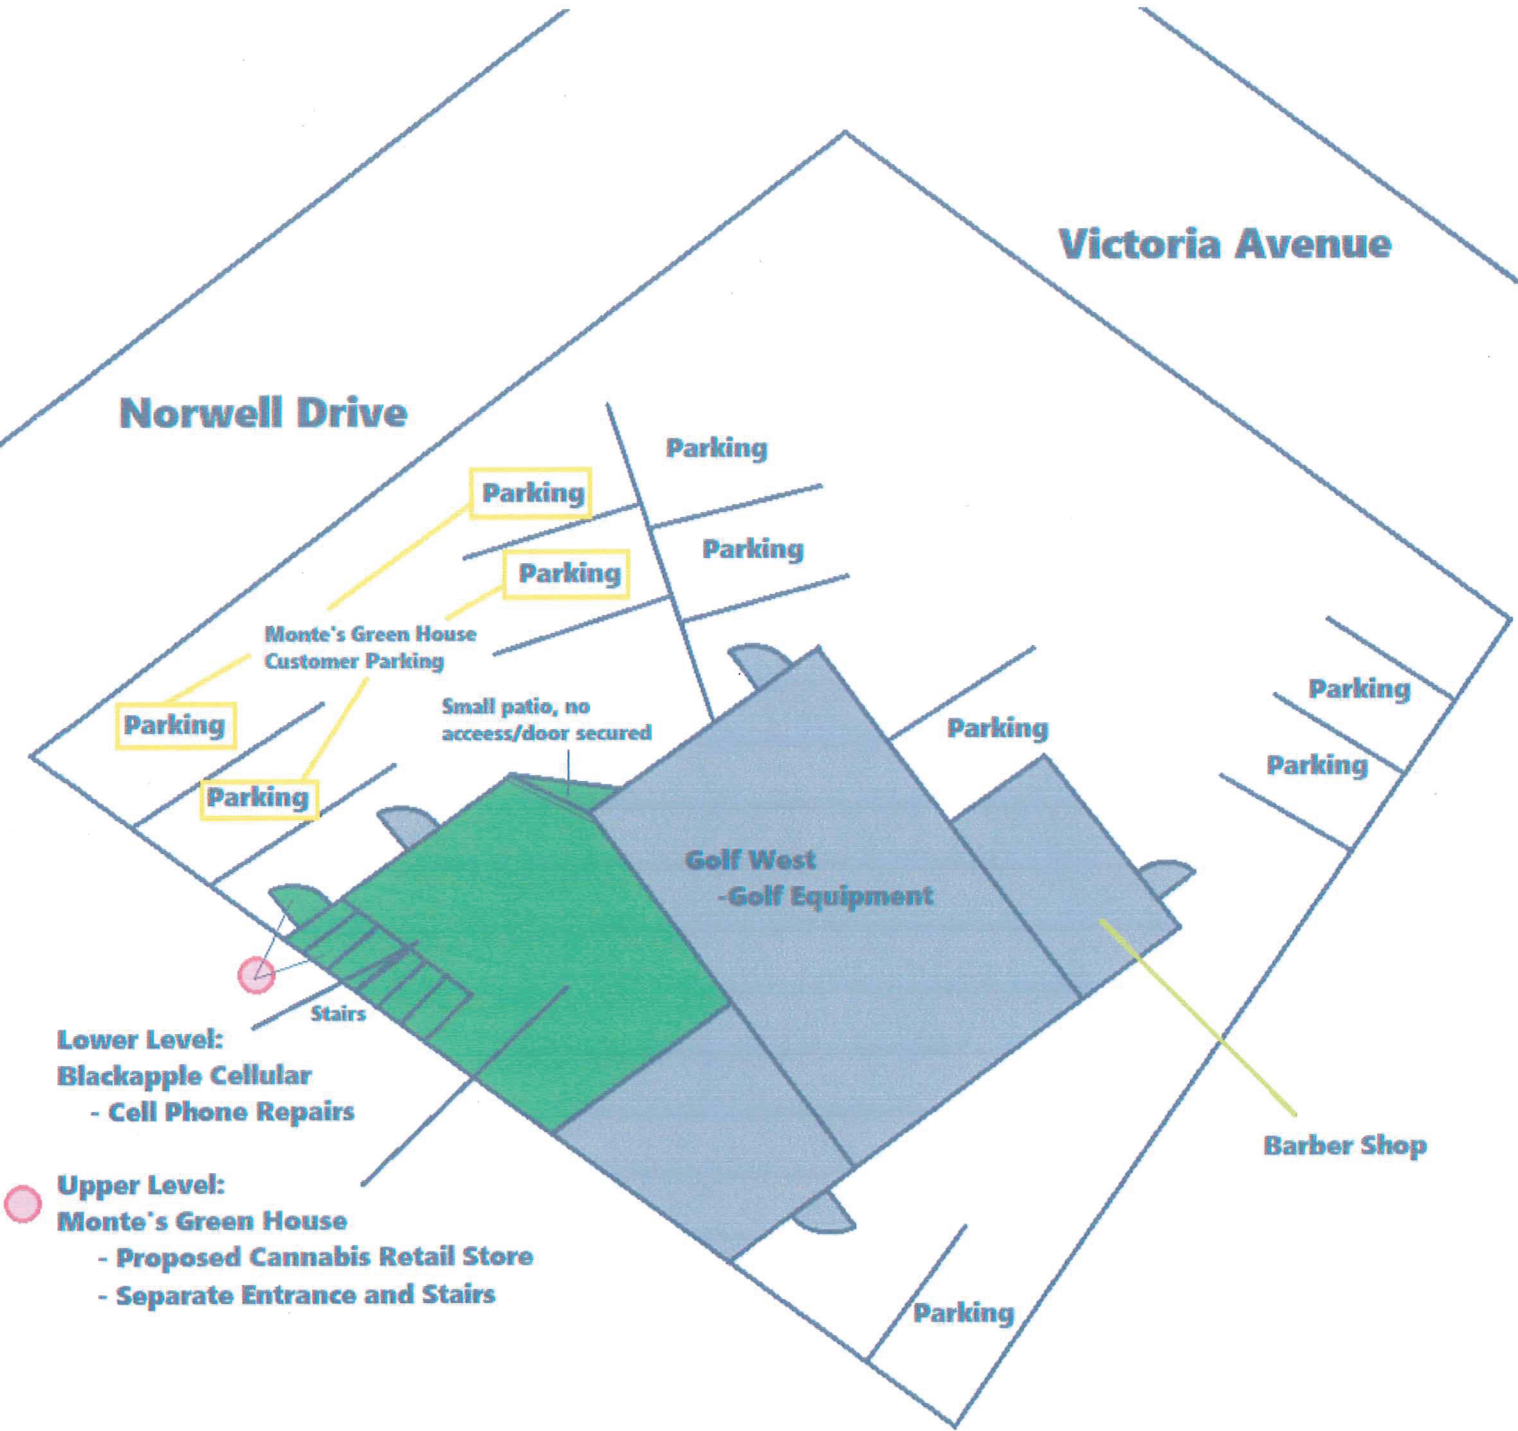 Victoria Avenue
Norwell Drive
Parking
Parking
Parking
Parking
Monte's Green House
Customer Parking
Parking
Parking
Small patio, no
acceess/door secured
Parking
Parking
Parking
Golf West
-Golf Equipment
Stairs
Lower Level:
Blackapple Cellular
- Cell Phone Repairs
Barber Shop
Upper Level:
Monte's Green House
- Proposed Cannabis Retail Store
- Separate Entrance and Stairs
Parking